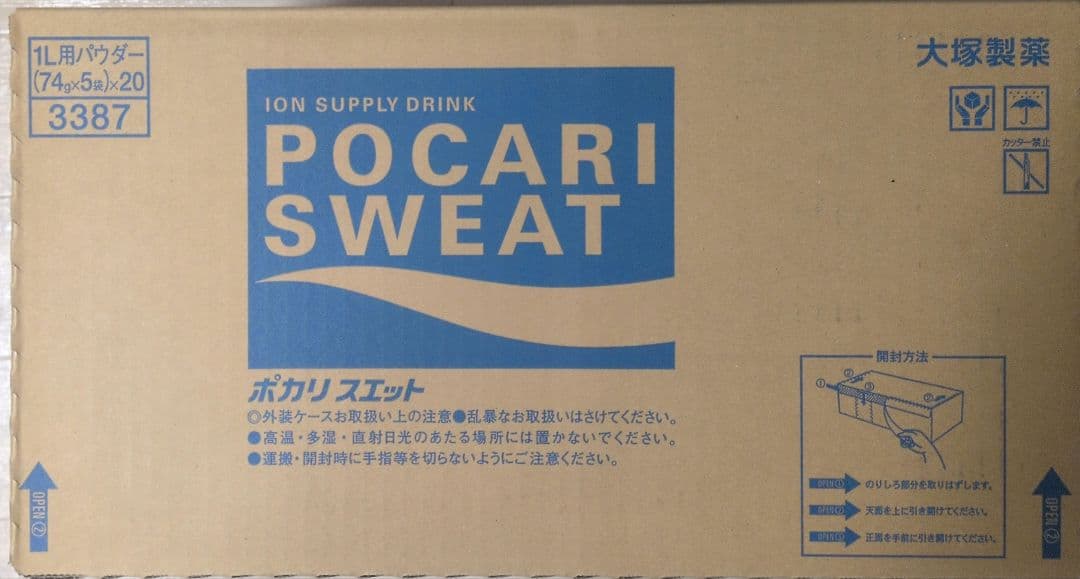 1L用パウダー
(74g×5袋)×20
3387
大塚製薬
カッター禁止
ION SUPPLY DRINK
POCARI
SWEAT
ポカリスエット
◎外装ケースお取扱い上の注意●乱暴なお取扱いはさけてください。
●高温・多湿・直射日光のあたる場所には置かないでください。
●運搬・開封時に手指等を切らないようにご注意ください。
開封方法
① ② ③ ②
OPEN① のりしろ部分を取りはずします。
OPEN② 天面を上に引き開けてください。
OPEN③ 正面を手前に引き開けてください。
OPEN②
OPEN②